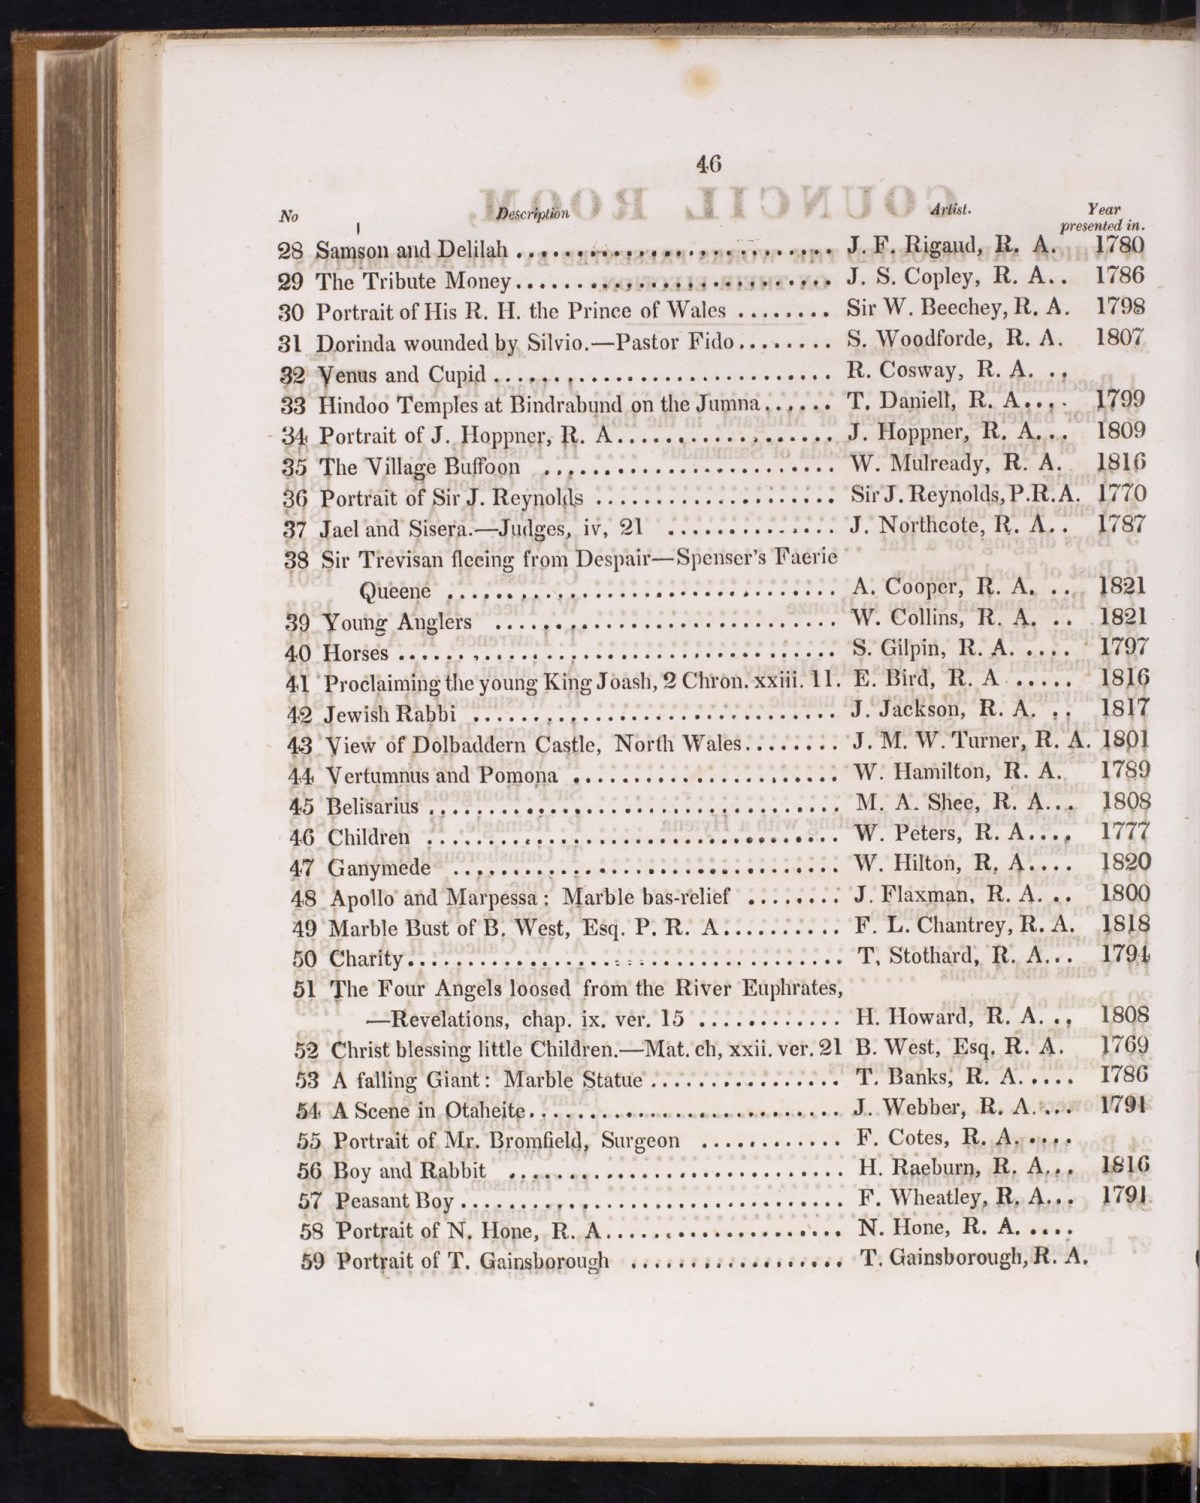 46
No Description Artist. Year
presented in.
28 Samson and Delilah .......................... J. F. Rigaud, R. A. 1780
29 The Tribute Money .......................... J. S. Copley, R. A.. 1786
30 Portrait of His R. H. the Prince of Wales ........ Sir W. Beechey, R. A. 1798
31 Dorinda wounded by Silvio.—Pastor Fido........ S. Woodforde, R. A. 1807
32 Venus and Cupid ............................ R. Cosway, R. A. ..
33 Hindoo Temples at Bindrabund on the Jumna...... T. Daniell, R. A.... 1799
34 Portrait of J. Hoppner, R. A.................. J. Hoppner, R. A... 1809
35 The Village Buffoon ........................ W. Mulready, R. A. 1816
36 Portrait of Sir J. Reynolds .................... Sir J. Reynolds, P.R.A. 1770
37 Jael and Sisera.—Judges, iv, 21 .............. J. Northcote, R. A.. 1787
38 Sir Trevisan fleeing from Despair—Spenser's Faerie
Queene ................................ A. Cooper, R. A. .. 1821
39 Young Anglers ............................ W. Collins, R. A. .. 1821
40 Horses .................................... S. Gilpin, R. A. .... 1797
41 Proclaiming the young King Joash, 2 Chron. xxiii. 11. E. Bird, R. A ..... 1816
42 Jewish Rabbi .............................. J. Jackson, R. A. .. 1817
43 View of Dolbaddern Castle, North Wales........ J. M. W. Turner, R. A. 1801
44 Vertumnus and Pomona ...................... W. Hamilton, R. A. 1789
45 Belisarius .................................. M. A. Shee, R. A... 1808
46 Children .................................. W. Peters, R. A.... 1777
47 Ganymede ................................ W. Hilton, R. A.... 1820
48 Apollo and Marpessa: Marble bas-relief ........ J. Flaxman, R. A. .. 1800
49 Marble Bust of B. West, Esq. P. R. A.......... F. L. Chantrey, R. A. 1818
50 Charity.................................... T. Stothard, R. A... 1794
51 The Four Angels loosed from the River Euphrates,
—Revelations, chap. ix. ver. 15 ............ H. Howard, R. A. .. 1808
52 Christ blessing little Children.—Mat. ch, xxii. ver. 21 B. West, Esq. R. A. 1769
53 A falling Giant: Marble Statue ................ T. Banks, R. A. .... 1786
54 A Scene in Otaheite.......................... J. Webber, R. A.... 1791
55 Portrait of Mr. Bromfield, Surgeon ............ F. Cotes, R. A. ....
56 Boy and Rabbit ............................ H. Raeburn, R. A... 1816
57 Peasant Boy................................ F. Wheatley, R. A... 1791
58 Portrait of N. Hone, R. A.................... N. Hone, R. A. ....
59 Portrait of T. Gainsborough .................. T. Gainsborough, R. A.